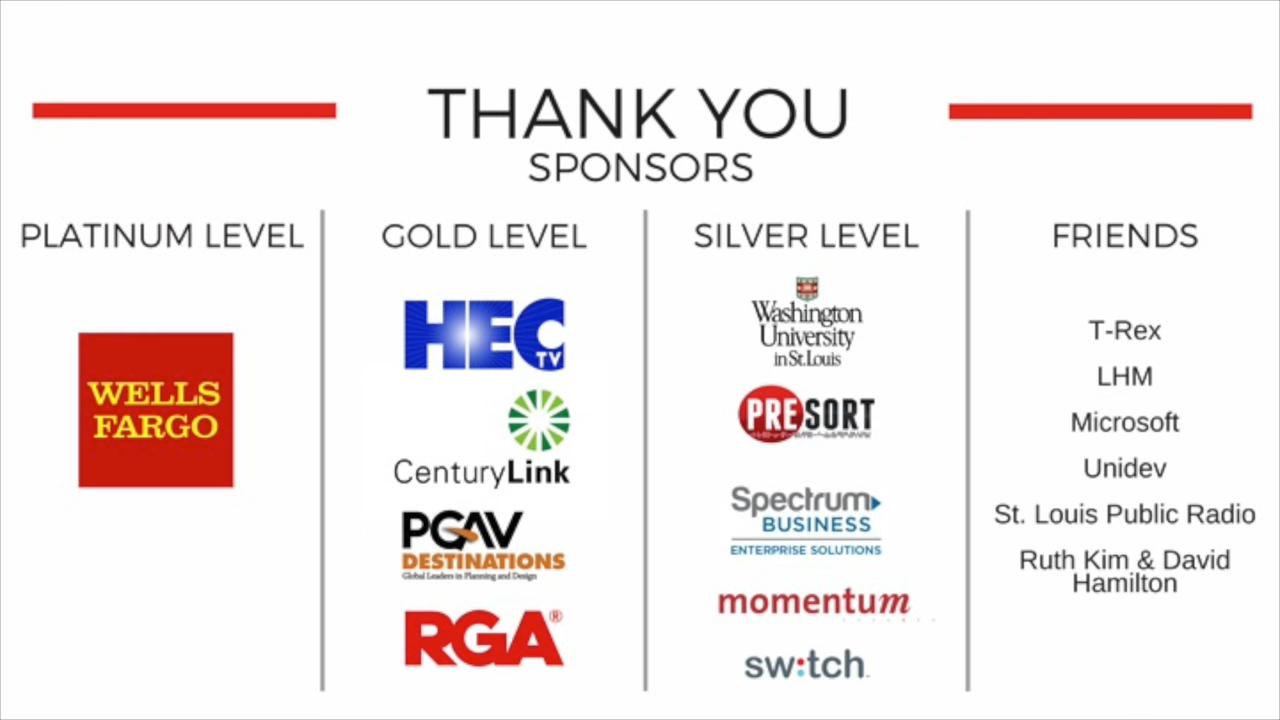 THANK YOU
SPONSORS
PLATINUM LEVEL
WELLS
FARGO
GOLD LEVEL
HEC
TV
CenturyLink
PGAV
DESTINATIONS
Global Leaders in Planning and Design
RGA®
SILVER LEVEL
Washington
University
in St. Louis
PRESORT
Spectrum
BUSINESS
ENTERPRISE SOLUTIONS
momentum
sw:tch
FRIENDS
T-Rex
LHM
Microsoft
Unidev
St. Louis Public Radio
Ruth Kim & David
Hamilton